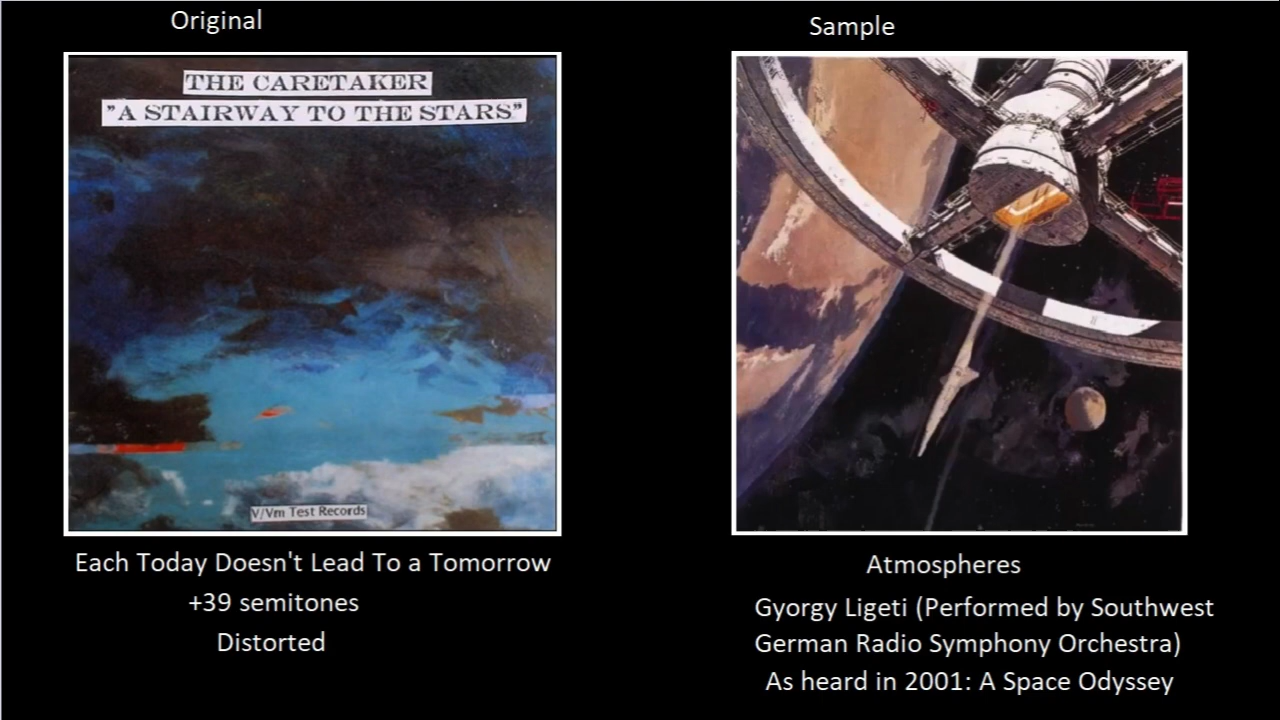 Original
THE CARETAKER
"A STAIRWAY TO THE STARS"
V/Vm Test Records
Each Today Doesn't Lead To a Tomorrow
+39 semitones
Distorted
Sample
Atmospheres
Gyorgy Ligeti (Performed by Southwest
German Radio Symphony Orchestra)
As heard in 2001: A Space Odyssey